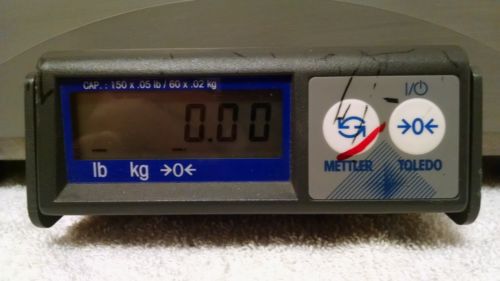 CAP. : 150 x .05 lb / 60 x .02 kg
0.00
lb kg →0←
I/⏻
→0←
METTLER TOLEDO